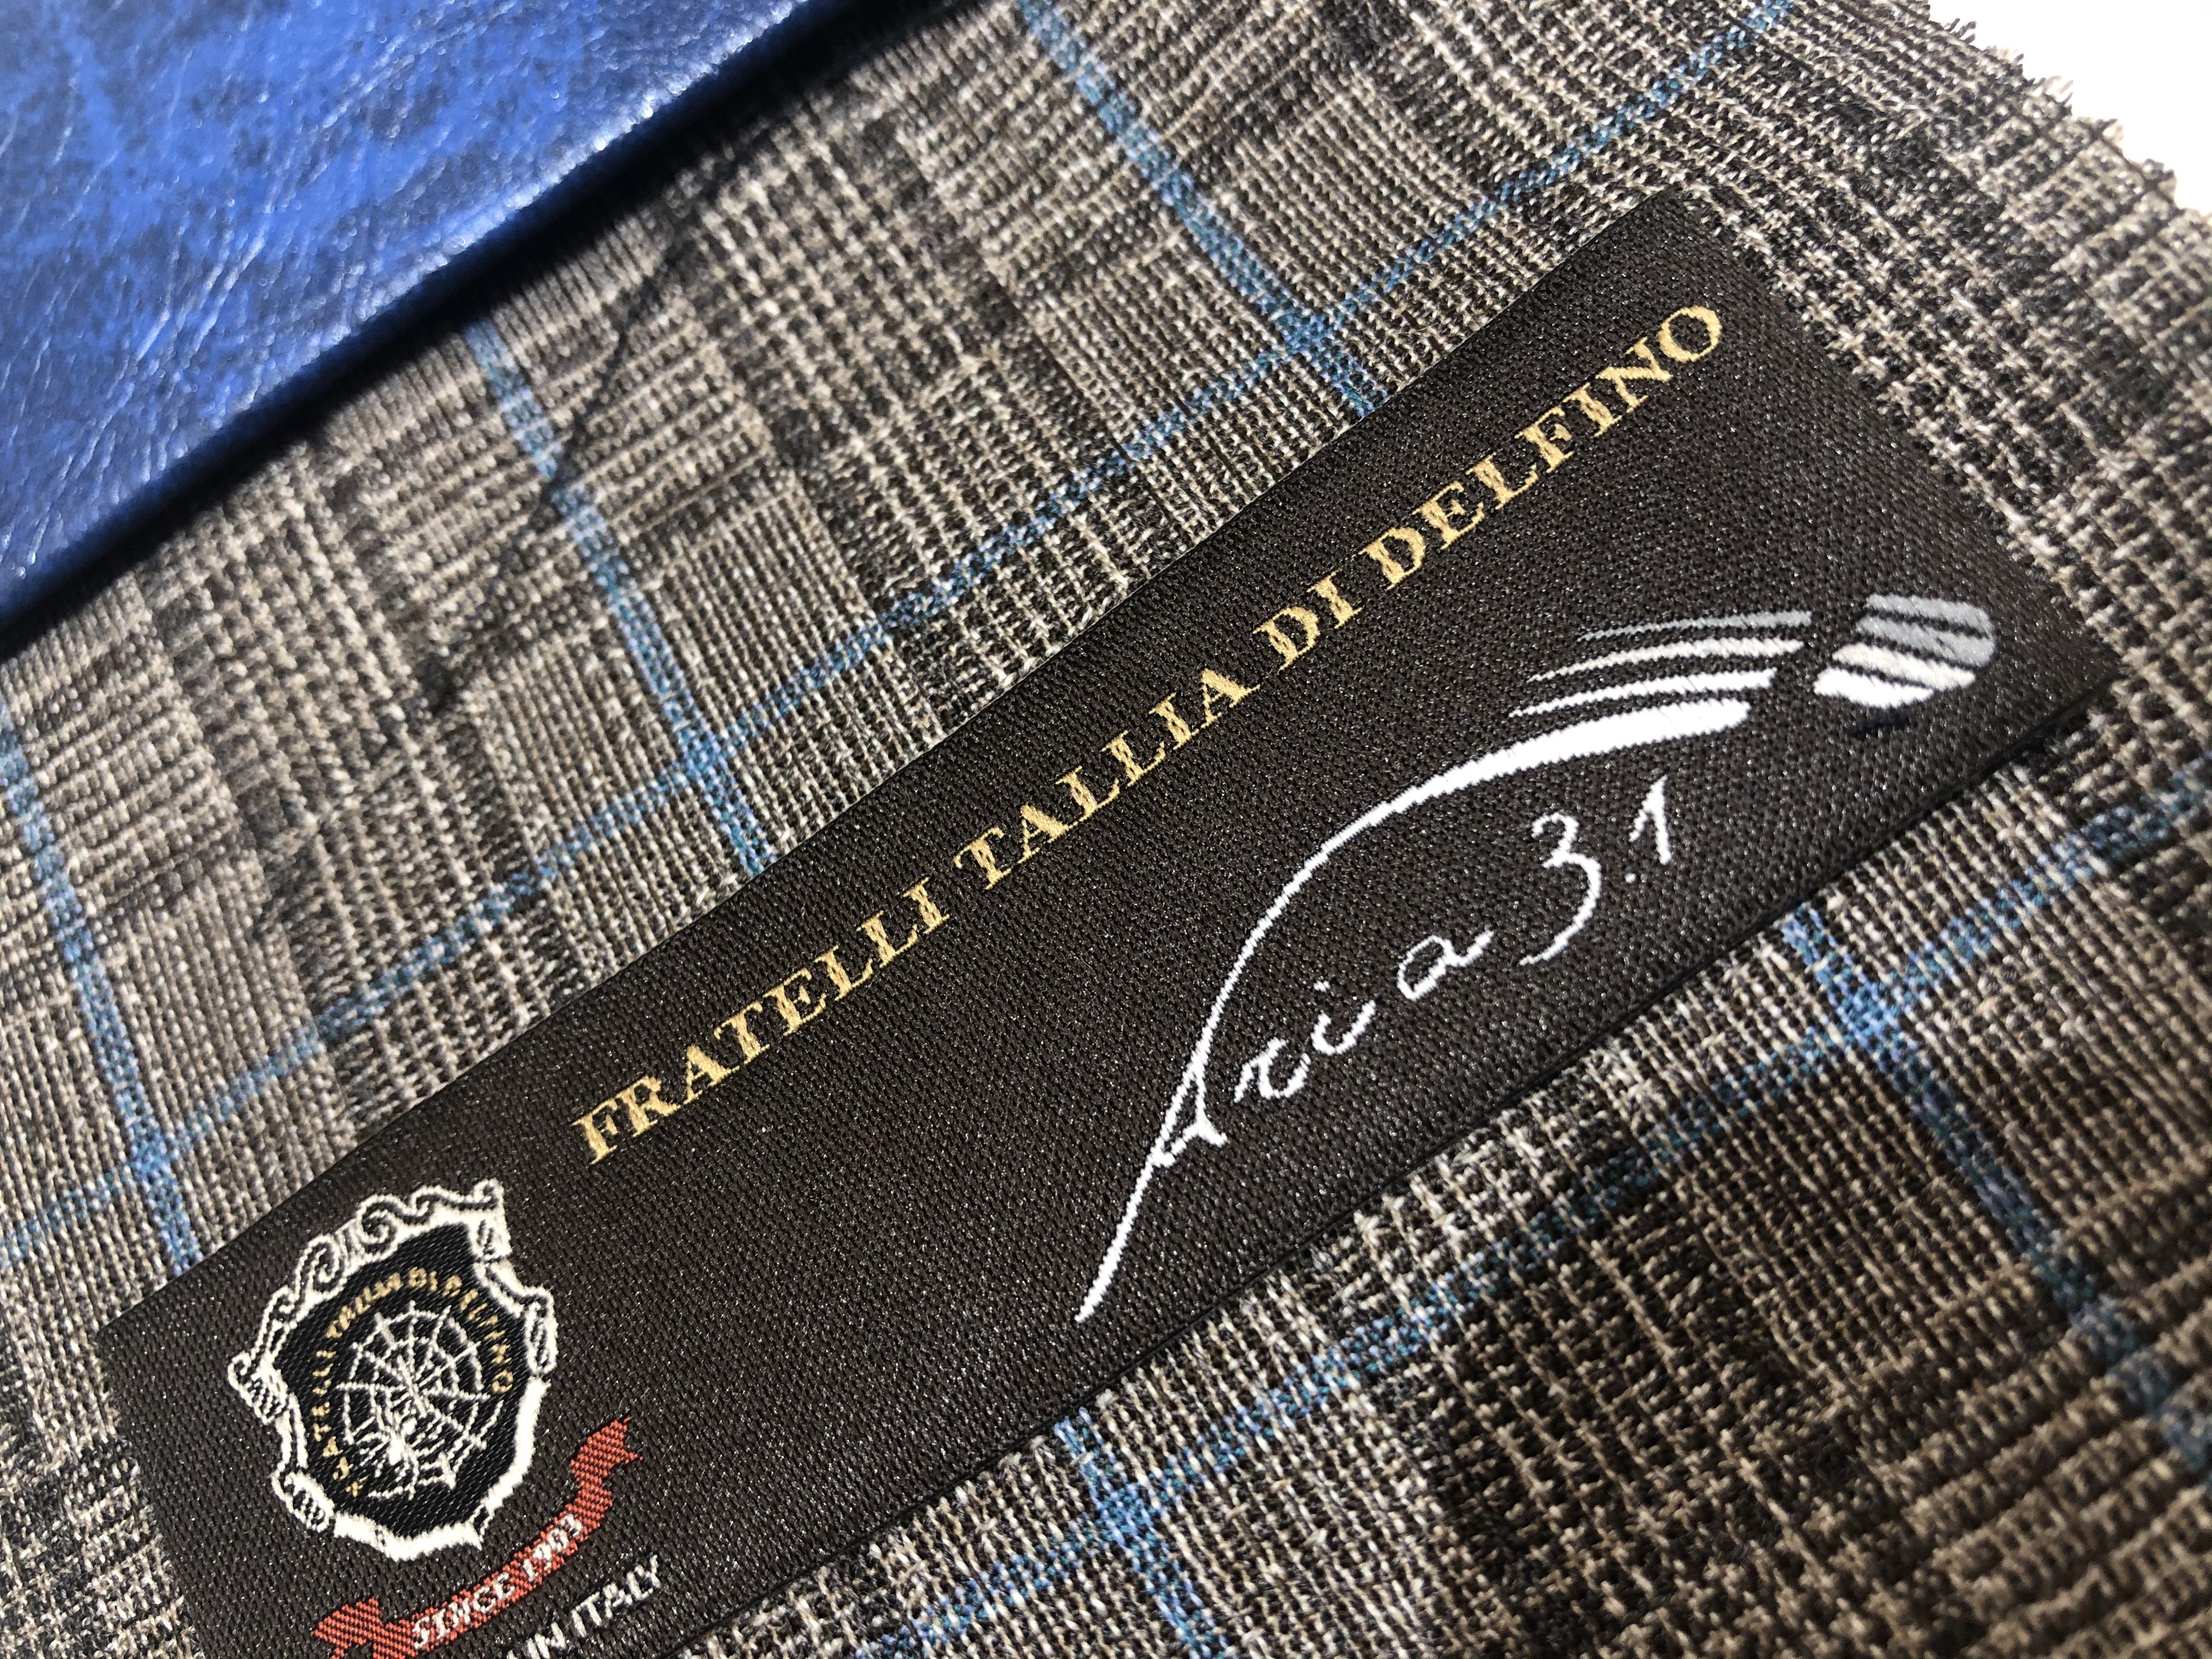 FRATELLI TALLIA DI DELFINO
Aria 3.1
FRATELLI TALLIA DI DELFINO
SINCE 1903
IN ITALY